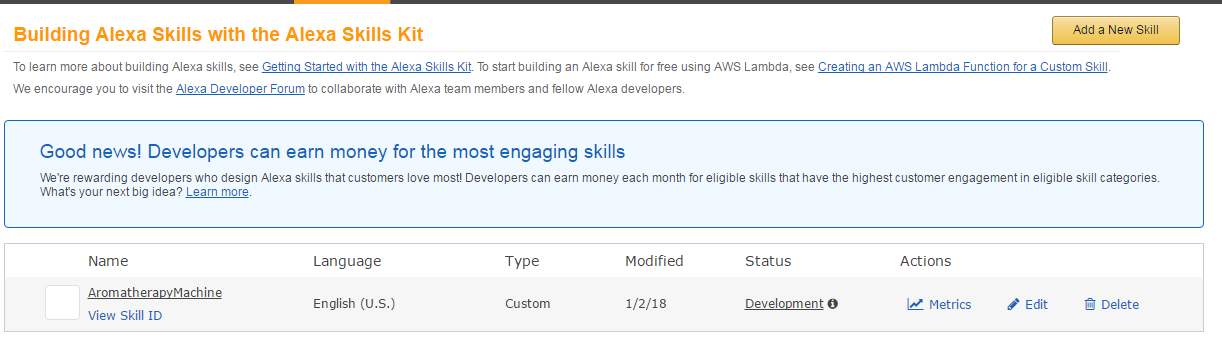 Building Alexa Skills with the Alexa Skills Kit
Add a New Skill
To learn more about building Alexa skills, see Getting Started with the Alexa Skills Kit. To start building an Alexa skill for free using AWS Lambda, see Creating an AWS Lambda Function for a Custom Skill.
We encourage you to visit the Alexa Developer Forum to collaborate with Alexa team members and fellow Alexa developers.
Good news! Developers can earn money for the most engaging skills
We're rewarding developers who design Alexa skills that customers love most! Developers can earn money each month for eligible skills that have the highest customer engagement in eligible skill categories.
What's your next big idea? Learn more.
Name Language Type Modified Status Actions
AromatherapyMachine English (U.S.) Custom 1/2/18 Development Metrics Edit Delete
View Skill ID